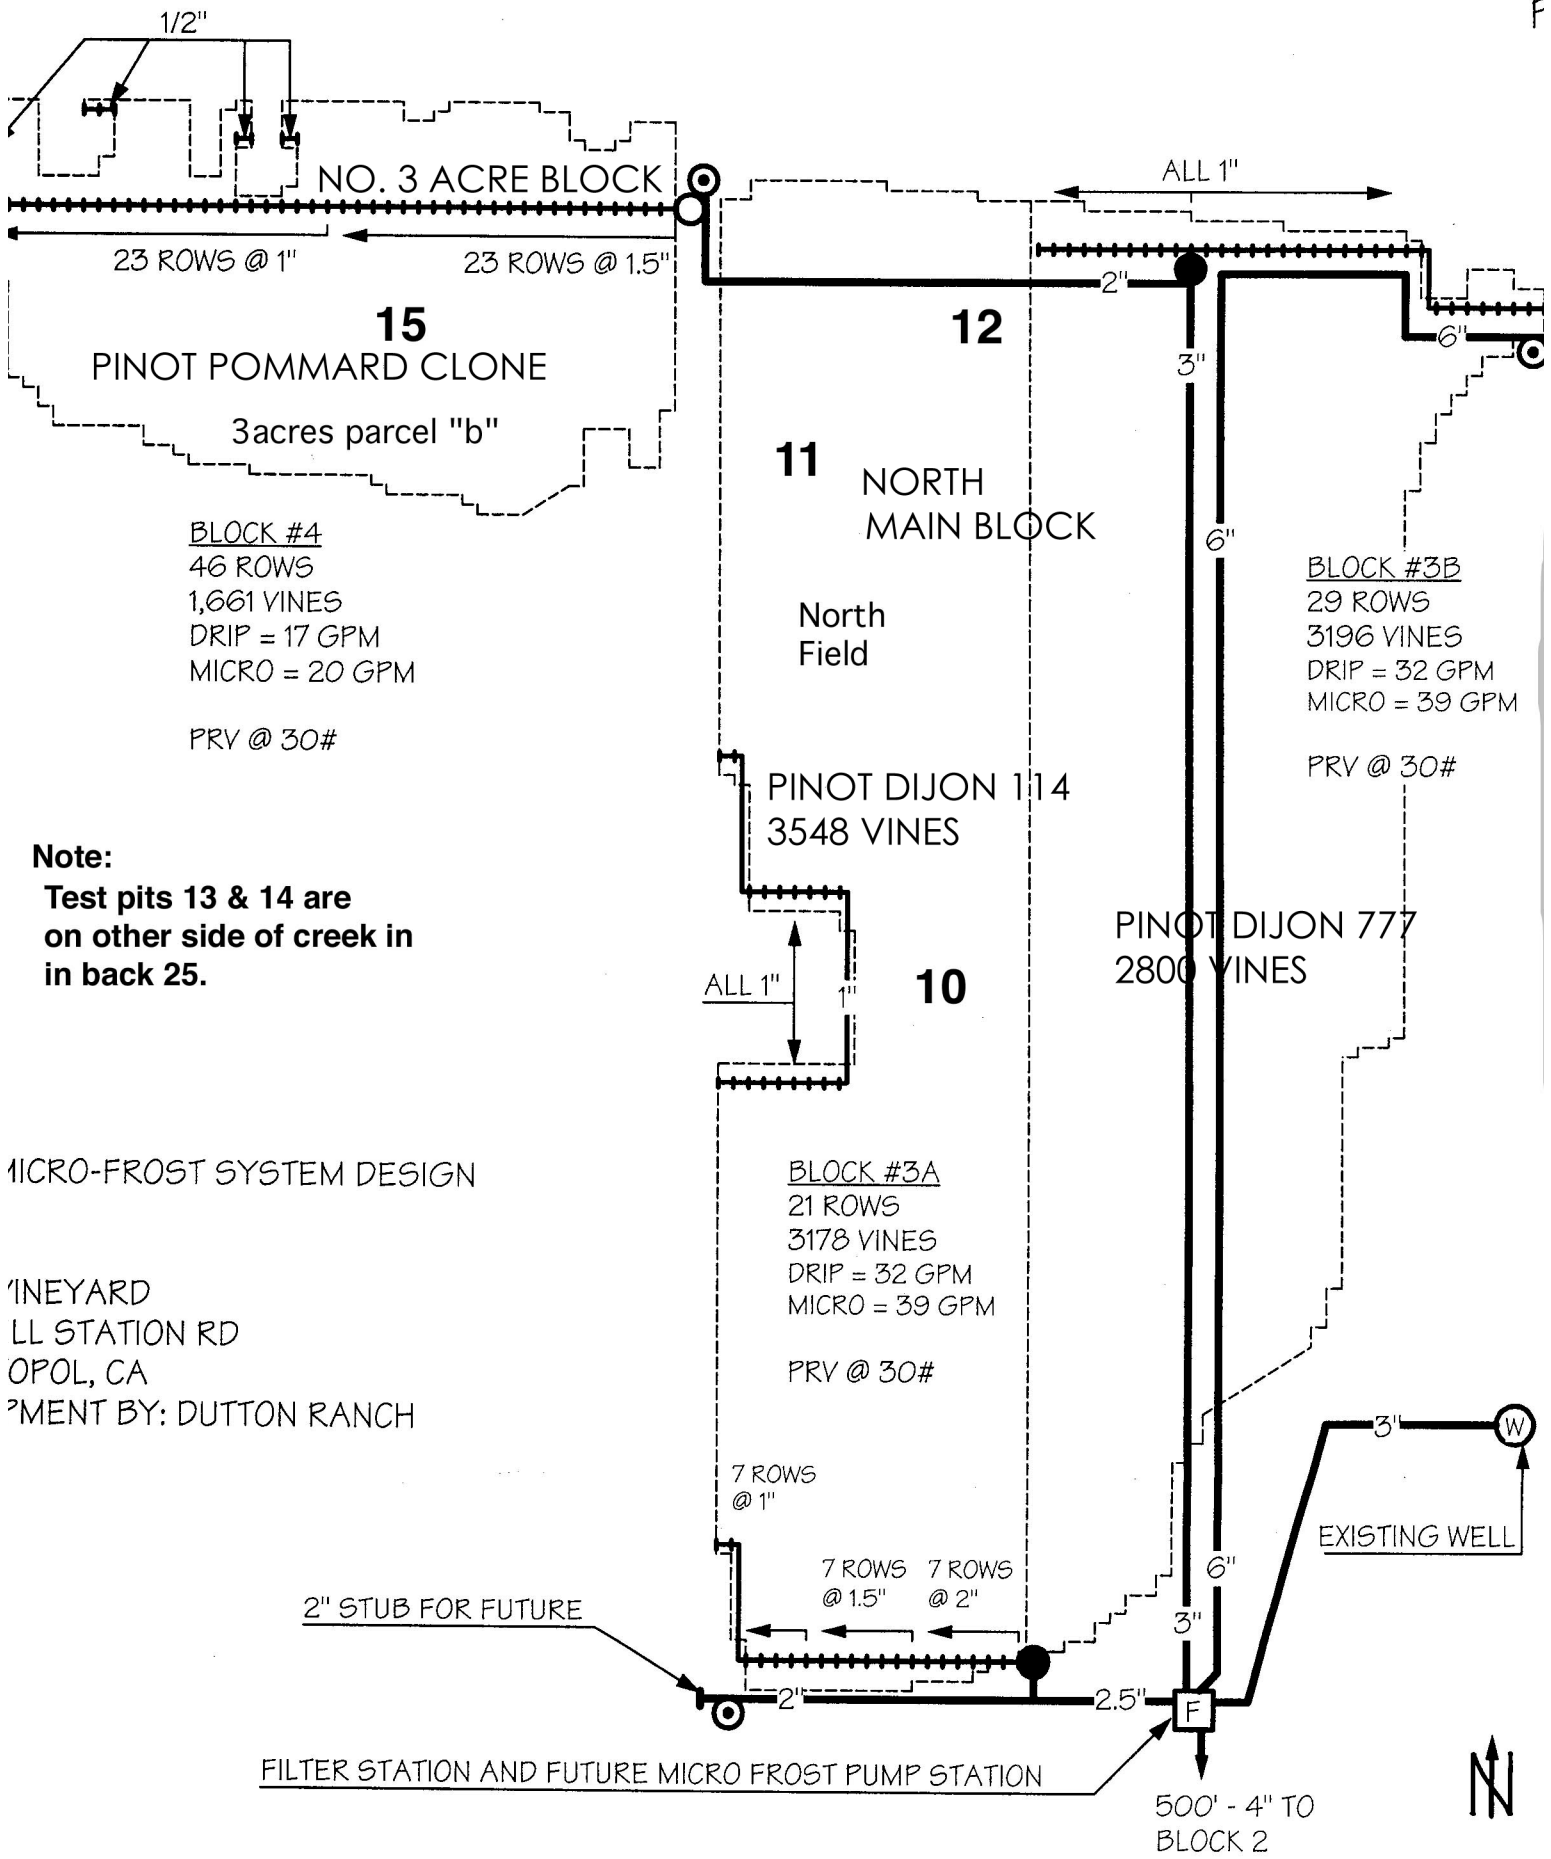 1/2"
NO. 3 ACRE BLOCK
ALL 1"
23 ROWS @ 1"
23 ROWS @ 1.5"
2"
15
12
3"
6"
PINOT POMMARD CLONE
3acres parcel "b"
11
NORTH
MAIN BLOCK
6"
BLOCK #4
46 ROWS
1,661 VINES
DRIP = 17 GPM
MICRO = 20 GPM
PRV @ 30#
North
Field
BLOCK #3B
29 ROWS
3196 VINES
DRIP = 32 GPM
MICRO = 39 GPM
PRV @ 30#
PINOT DIJON 114
3548 VINES
Note:
Test pits 13 & 14 are
on other side of creek in
in back 25.
PINOT DIJON 777
2800 VINES
ALL 1"
1"
10
MICRO-FROST SYSTEM DESIGN
BLOCK #3A
21 ROWS
3178 VINES
DRIP = 32 GPM
MICRO = 39 GPM
PRV @ 30#
INEYARD
LL STATION RD
OPOL, CA
PMENT BY: DUTTON RANCH
3"
W
7 ROWS
@ 1"
EXISTING WELL
7 ROWS
@ 1.5"
7 ROWS
@ 2"
6"
2" STUB FOR FUTURE
3"
2"
2.5"
F
FILTER STATION AND FUTURE MICRO FROST PUMP STATION
500' - 4" TO
BLOCK 2
N